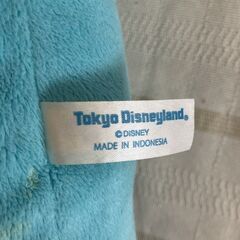 Tokyo Disneyland®
© DISNEY
MADE IN INDONESIA